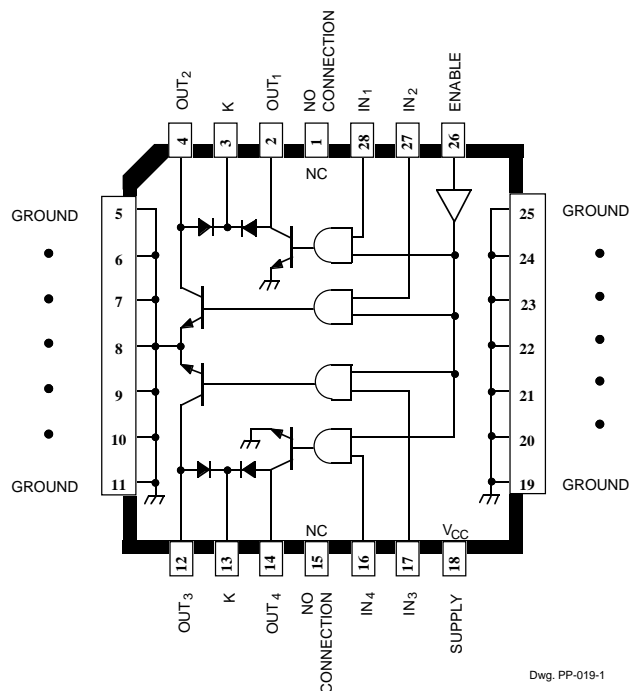 OUT2
K
OUT1
NO CONNECTION
IN1
IN2
ENABLE
4
3
2
1
28
27
26
NC
GROUND
5
25
GROUND
6
24
7
23
8
22
9
21
10
20
GROUND
11
19
GROUND
NC
VCC
12
13
14
15
16
17
18
OUT3
K
OUT4
NO CONNECTION
IN4
IN3
SUPPLY
Dwg. PP-019-1